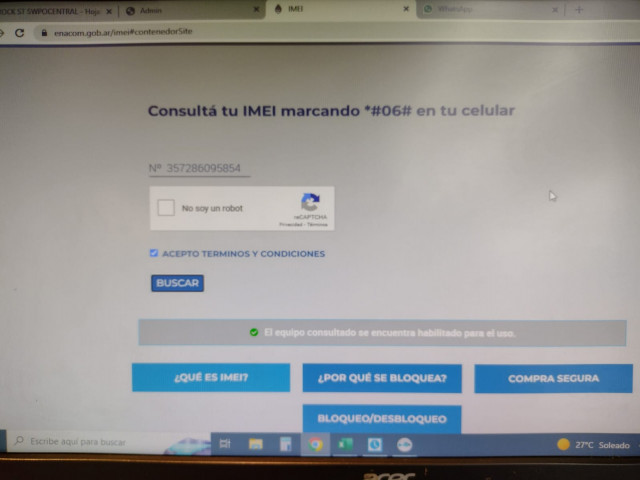 OCK ST SWPOCENTRAL - Hoja
Admin
IMEI
WhatsApp
enacom.gob.ar/imei#contenedorSite
Consultá tu IMEI marcando *#06# en tu celular
Nº 357286095854
No soy un robot
reCAPTCHA
Privacidad - Términos
ACEPTO TERMINOS Y CONDICIONES
BUSCAR
El equipo consultado se encuentra habilitado para el uso.
¿QUÉ ES IMEI?
¿POR QUÉ SE BLOQUEA?
COMPRA SEGURA
BLOQUEO/DESBLOQUEO
Escribe aquí para buscar
27°C Soleado
acer